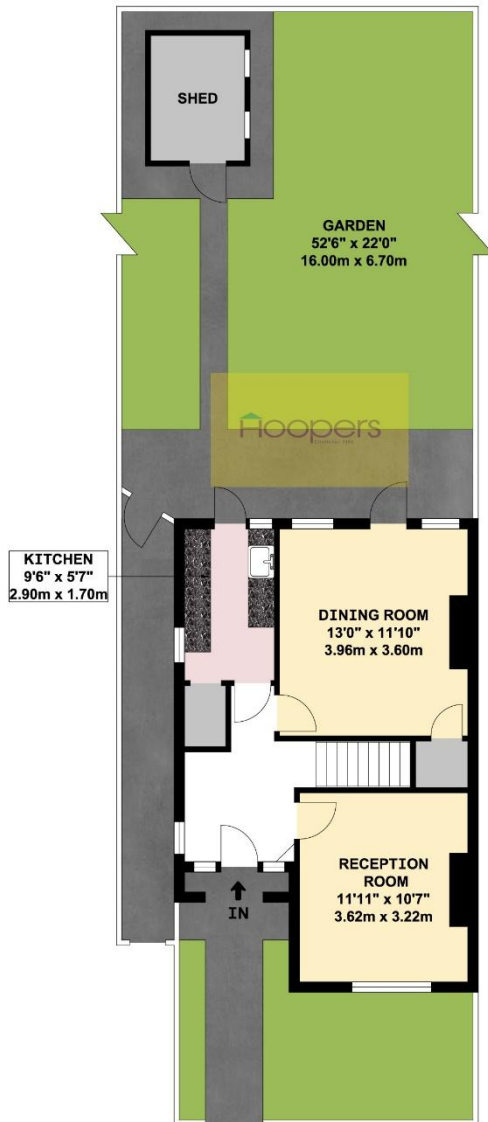 SHED
GARDEN
52'6" x 22'0"
16.00m x 6.70m
Hoopers
KITCHEN
9'6" x 5'7"
2.90m x 1.70m
DINING ROOM
13'0" x 11'10"
3.96m x 3.60m
RECEPTION
ROOM
11'11" x 10'7"
3.62m x 3.22m
IN